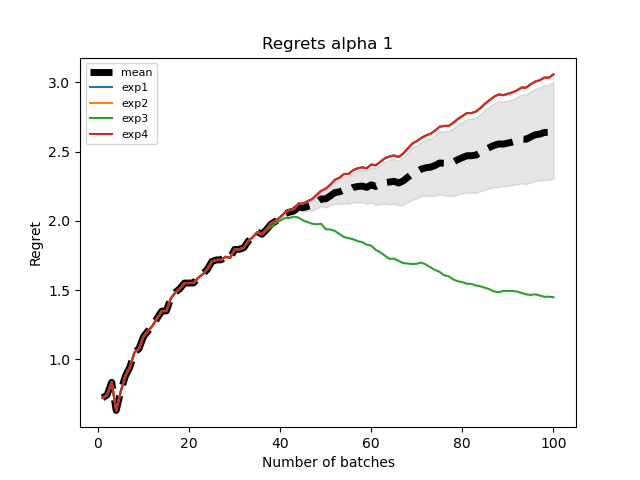 Regrets alpha 1
mean
exp1
exp2
exp3
exp4
3.0
2.5
2.0
1.5
1.0
Regret
0 20 40 60 80 100
Number of batches